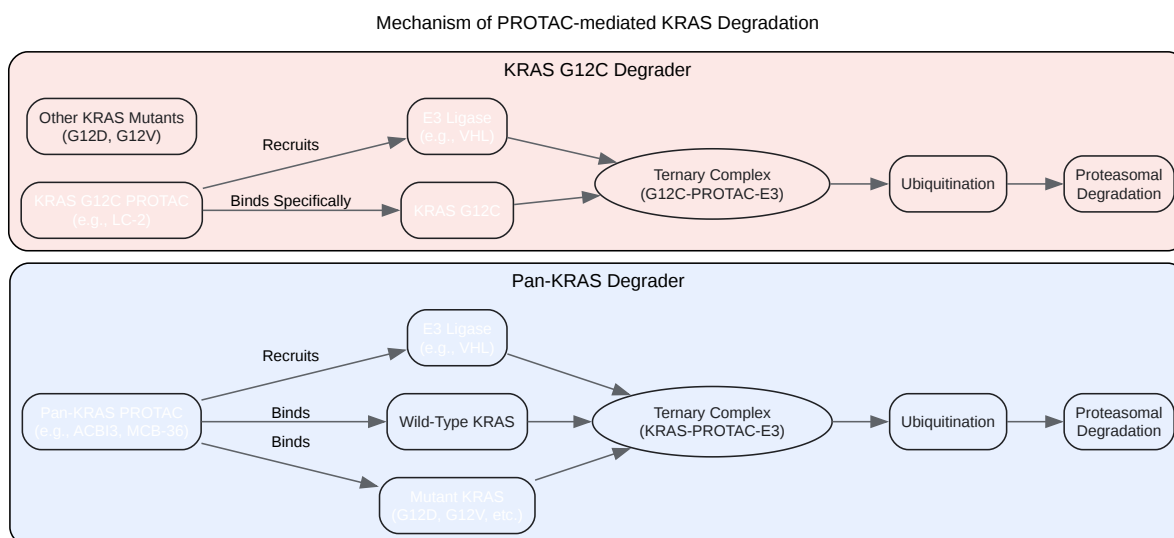 Mechanism of PROTAC-mediated KRAS Degradation
KRAS G12C Degrader
Other KRAS Mutants
(G12D, G12V)
KRAS G12C PROTAC
(e.g., LC-2)
Recruits
Binds Specifically
E3 Ligase
(e.g., VHL)
KRAS G12C
Ternary Complex
(G12C-PROTAC-E3)
Ubiquitination
Proteasomal
Degradation
Pan-KRAS Degrader
Pan-KRAS PROTAC
(e.g., ACBI3, MCB-36)
Recruits
Binds
Binds
E3 Ligase
(e.g., VHL)
Wild-Type KRAS
Mutant KRAS
(G12D, G12V, etc.)
Ternary Complex
(KRAS-PROTAC-E3)
Ubiquitination
Proteasomal
Degradation